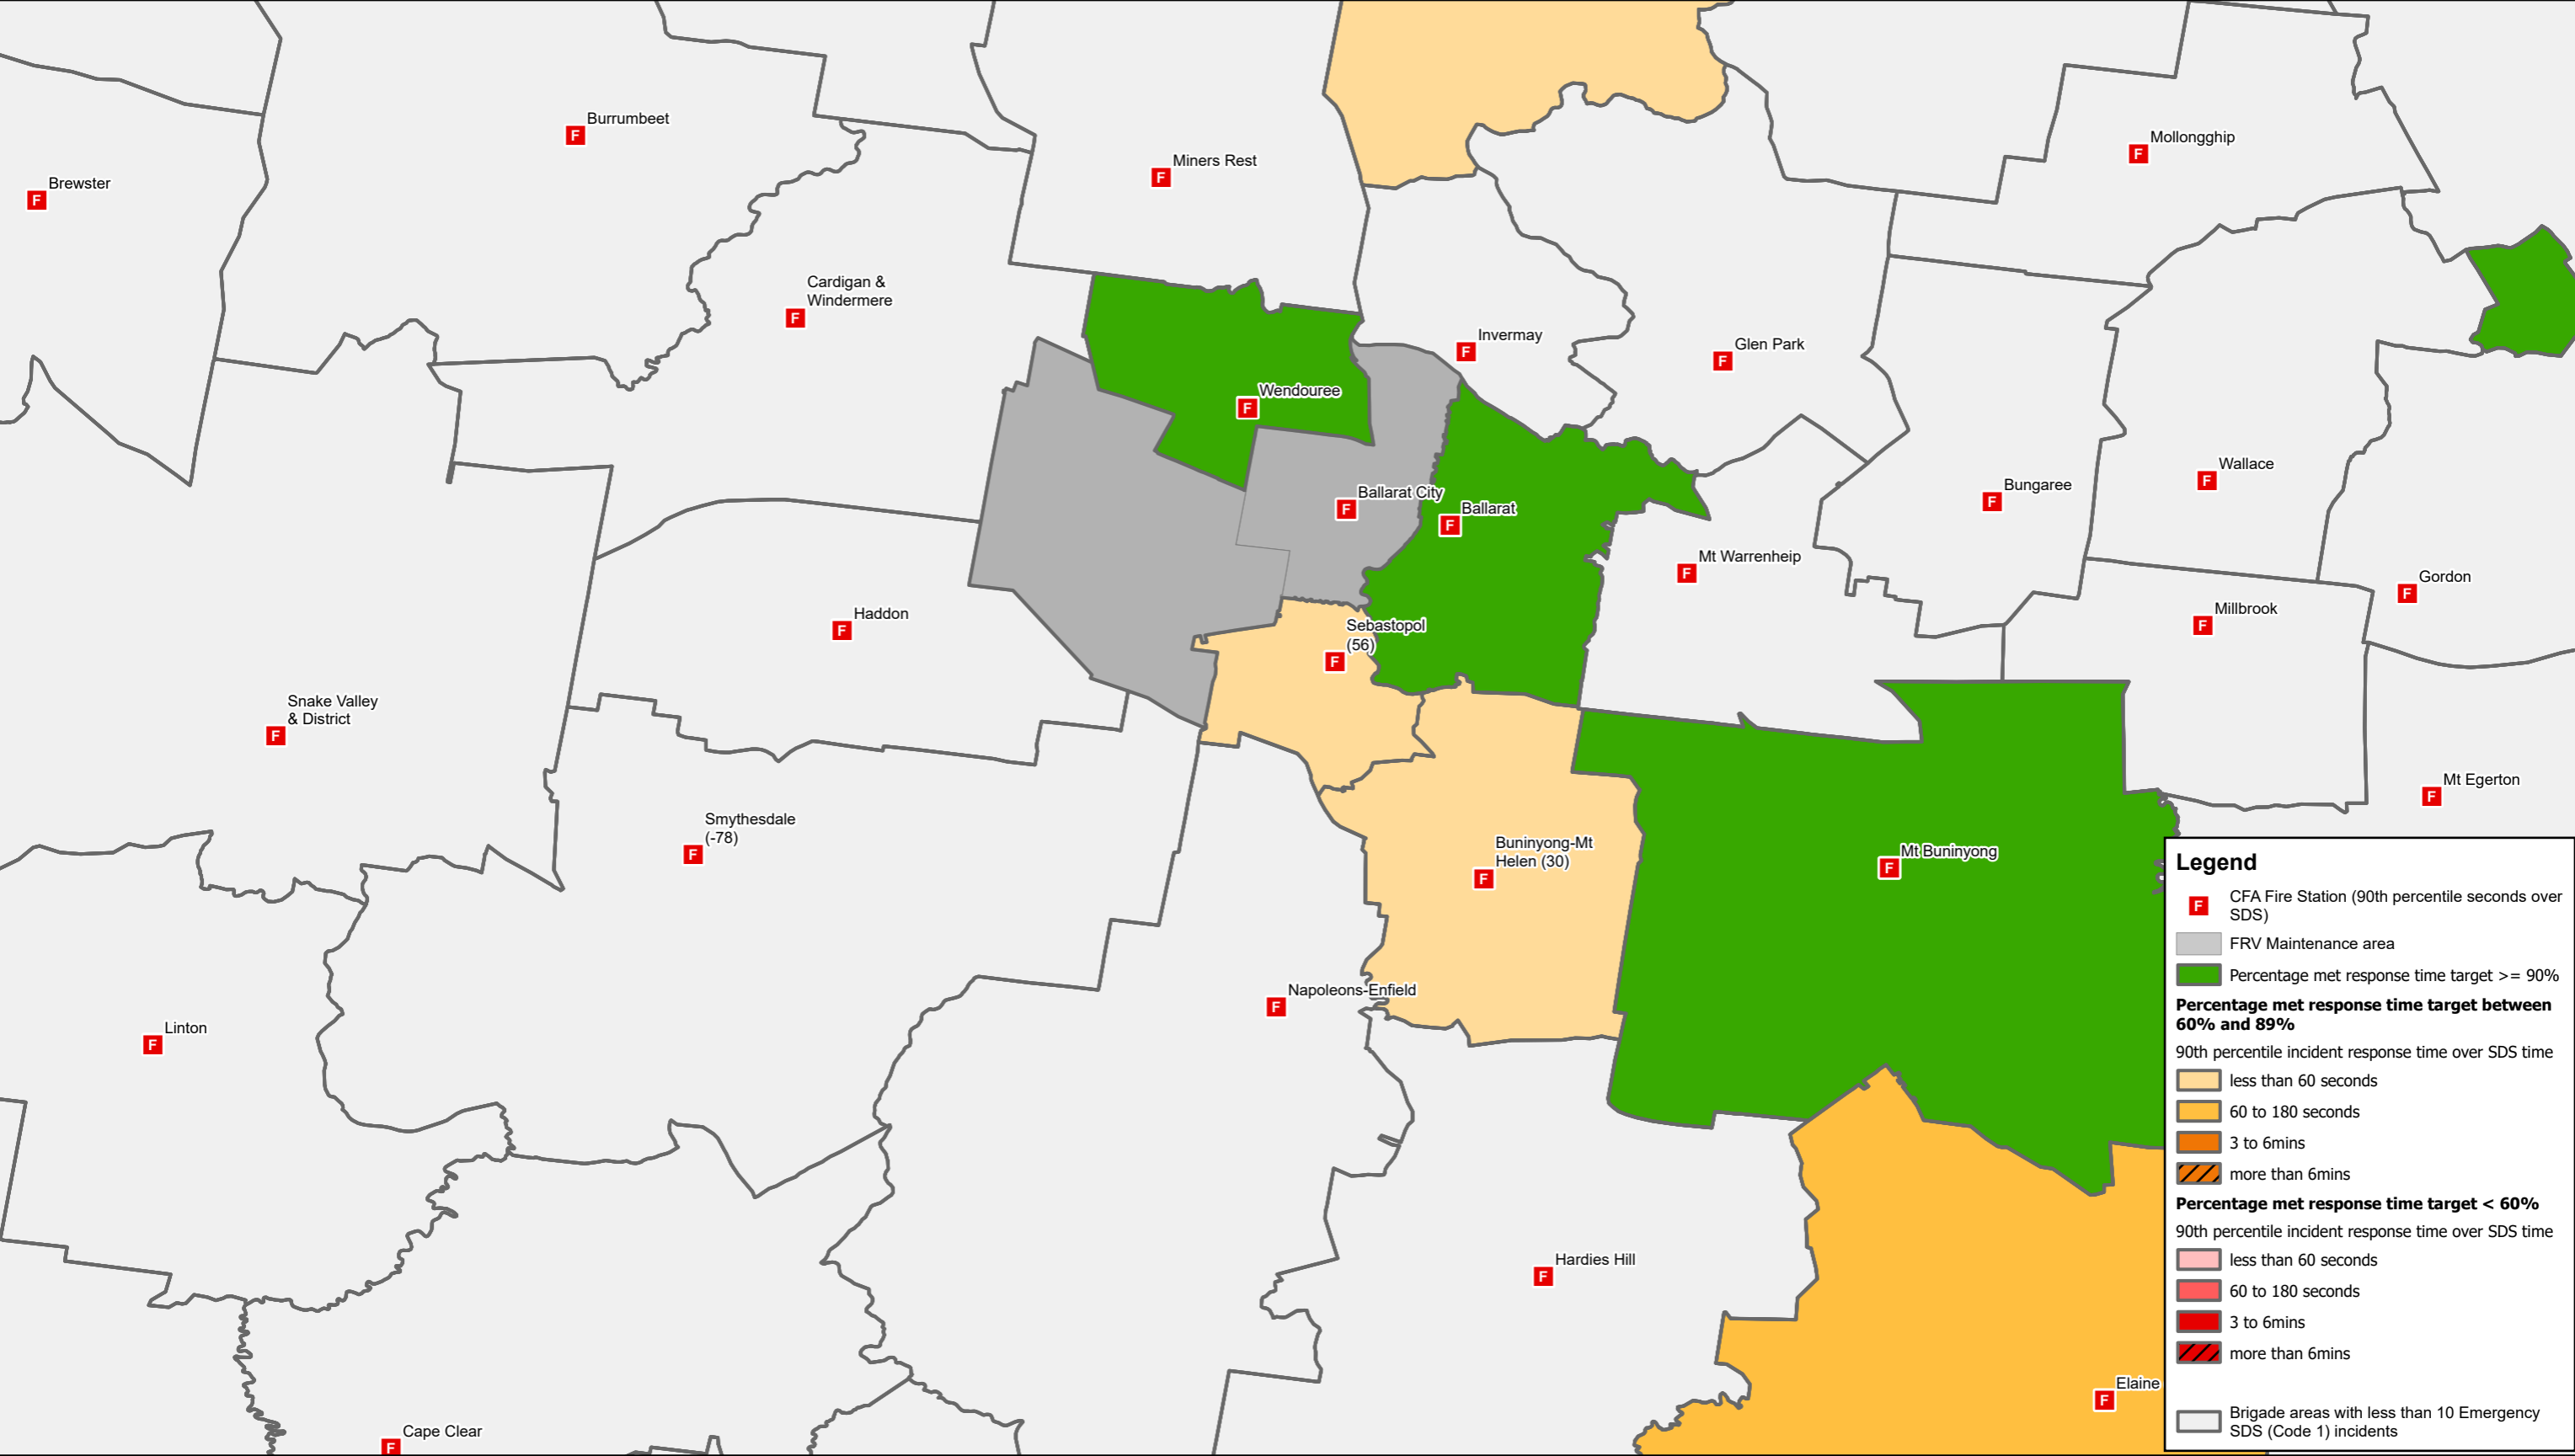 Burrumbeet
F
Mollongghip
F
Miners Rest
F
Brewster
F
Cardigan &
Windermere
F
Invermay
F
Glen Park
F
Wendouree
F
Wallace
F
Bungaree
F
Ballarat City
F
Ballarat
F
Mt Warrenheip
F
Gordon
F
Millbrook
F
Haddon
F
Sebastopol
(56)
F
Snake Valley
& District
F
Mt Egerton
F
Smythesdale
(-78)
F
Buninyong-Mt
Helen (30)
F
Mt Buninyong
F
Napoleons-Enfield
F
Linton
F
Hardies Hill
F
Elaine
F
Cape Clear
F
Legend
F
CFA Fire Station (90th percentile seconds over
SDS)
FRV Maintenance area
Percentage met response time target >= 90%
Percentage met response time target between
60% and 89%
90th percentile incident response time over SDS time
less than 60 seconds
60 to 180 seconds
3 to 6mins
more than 6mins
Percentage met response time target < 60%
90th percentile incident response time over SDS time
less than 60 seconds
60 to 180 seconds
3 to 6mins
more than 6mins
Brigade areas with less than 10 Emergency
SDS (Code 1) incidents